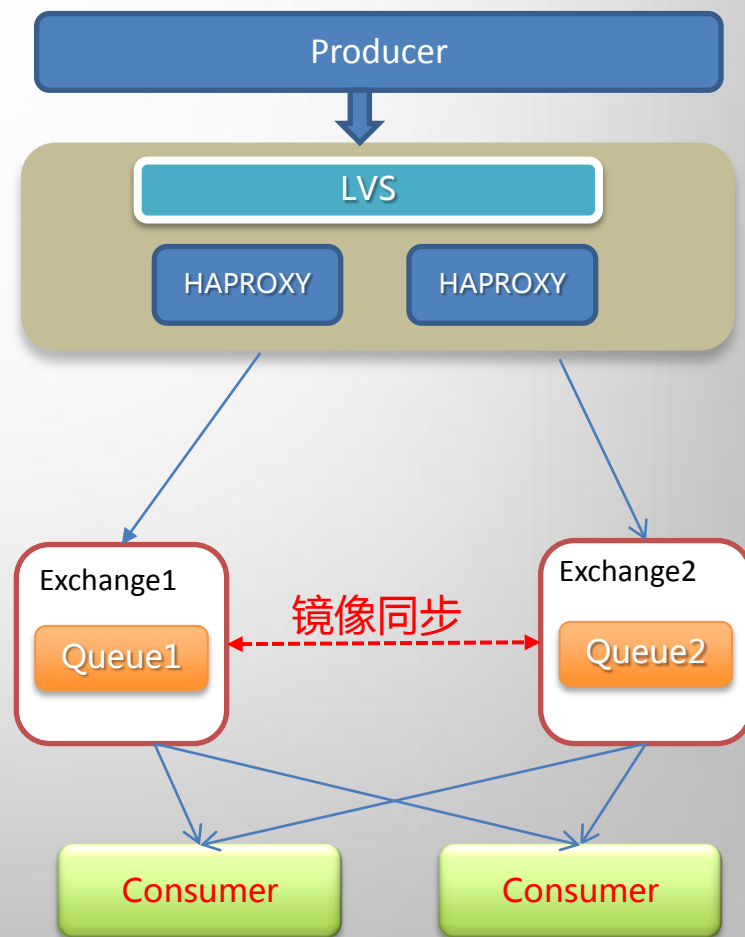 Producer
LVS
HAPROXY
HAPROXY
Exchange1
Queue1
镜像同步
Exchange2
Queue2
Consumer
Consumer